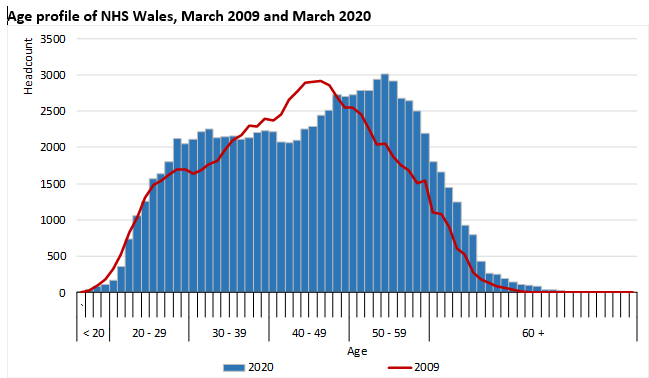 Age profile of NHS Wales, March 2009 and March 2020
3500
3000
2500
2000
1500
1000
500
0
Headcount
< 20 20 - 29 30 - 39 40 - 49 50 - 59 60 +
Age
2020 2009